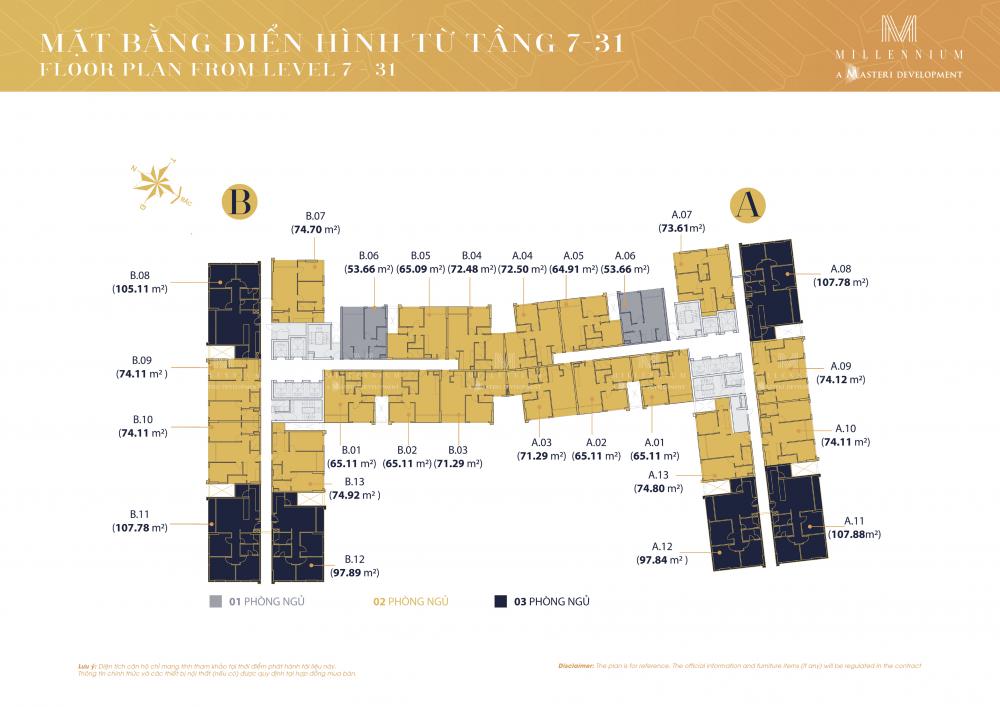 MẶT BẰNG ĐIỂN HÌNH TỪ TẦNG 7-31
FLOOR PLAN FROM LEVEL 7 - 31
M
MILLENNIUM
A MASTERI DEVELOPMENT
T
N
Đ
BẮC
B
A
B.07
(74.70 m²)
A.07
(73.61m²)
B.06
(53.66 m²)
B.05
(65.09 m²)
B.04
(72.48 m²)
A.04
(72.50 m²)
A.05
(64.91 m²)
A.06
(53.66 m²)
B.08
(105.11 m²)
A.08
(107.78 m²)
B.09
(74.11 m²)
A.09
(74.12 m²)
B.10
(74.11 m²)
A.10
(74.11 m²)
B.01
(65.11 m²)
B.02
(65.11 m²)
B.03
(71.29 m²)
A.03
(71.29 m²)
A.02
(65.11 m²)
A.01
(65.11 m²)
B.13
(74.92 m²)
A.13
(74.80 m²)
B.11
(107.78 m²)
A.11
(107.88m²)
B.12
(97.89 m²)
A.12
(97.84 m²)
01 PHÒNG NGỦ
02 PHÒNG NGỦ
03 PHÒNG NGỦ
Lưu ý: Diện tích căn hộ chỉ mang tính tham khảo tại thời điểm phát hành tài liệu này.
Thông tin chính thức và các thiết bị nội thất (nếu có) được quy định tại hợp đồng mua bán.
Disclaimer: The plan is for reference. The official information and furniture items (if any) will be regulated in the contract